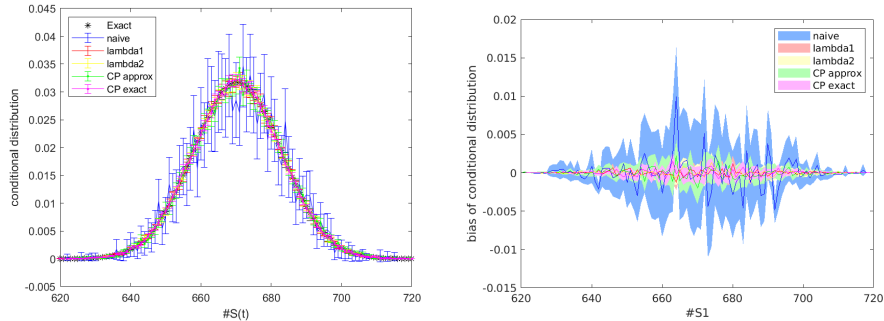 0.045
0.04
0.035
0.03
0.025
0.02
0.015
0.01
0.005
0
-0.005
620
640
660
680
700
720
#S(t)
conditional distribution
Exact
naive
lambda1
lambda2
CP approx
CP exact
0.02
0.015
0.01
0.005
0
-0.005
-0.01
-0.015
620
640
660
680
700
720
#S1
bias of conditional distribution
naive
lambda1
lambda2
CP approx
CP exact